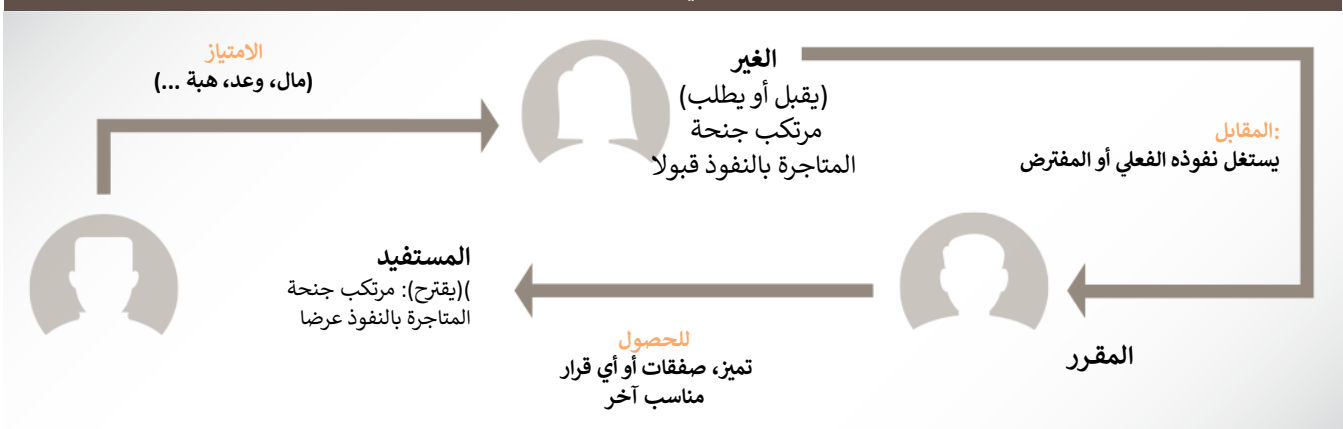 الامتياز
(مال، وعد، هبة ...)
الغير
(يقبل أو يطلب)
مرتكب جنحة
المتاجرة بالنفوذ قبولا
:المقابل
يستغل نفوذه الفعلي أو المفترض
المستفيد
)(يقترح): مرتكب جنحة
المتاجرة بالنفوذ عرضا
للحصول
تميز، صفقات أو أي قرار
مناسب آخر
المقرر